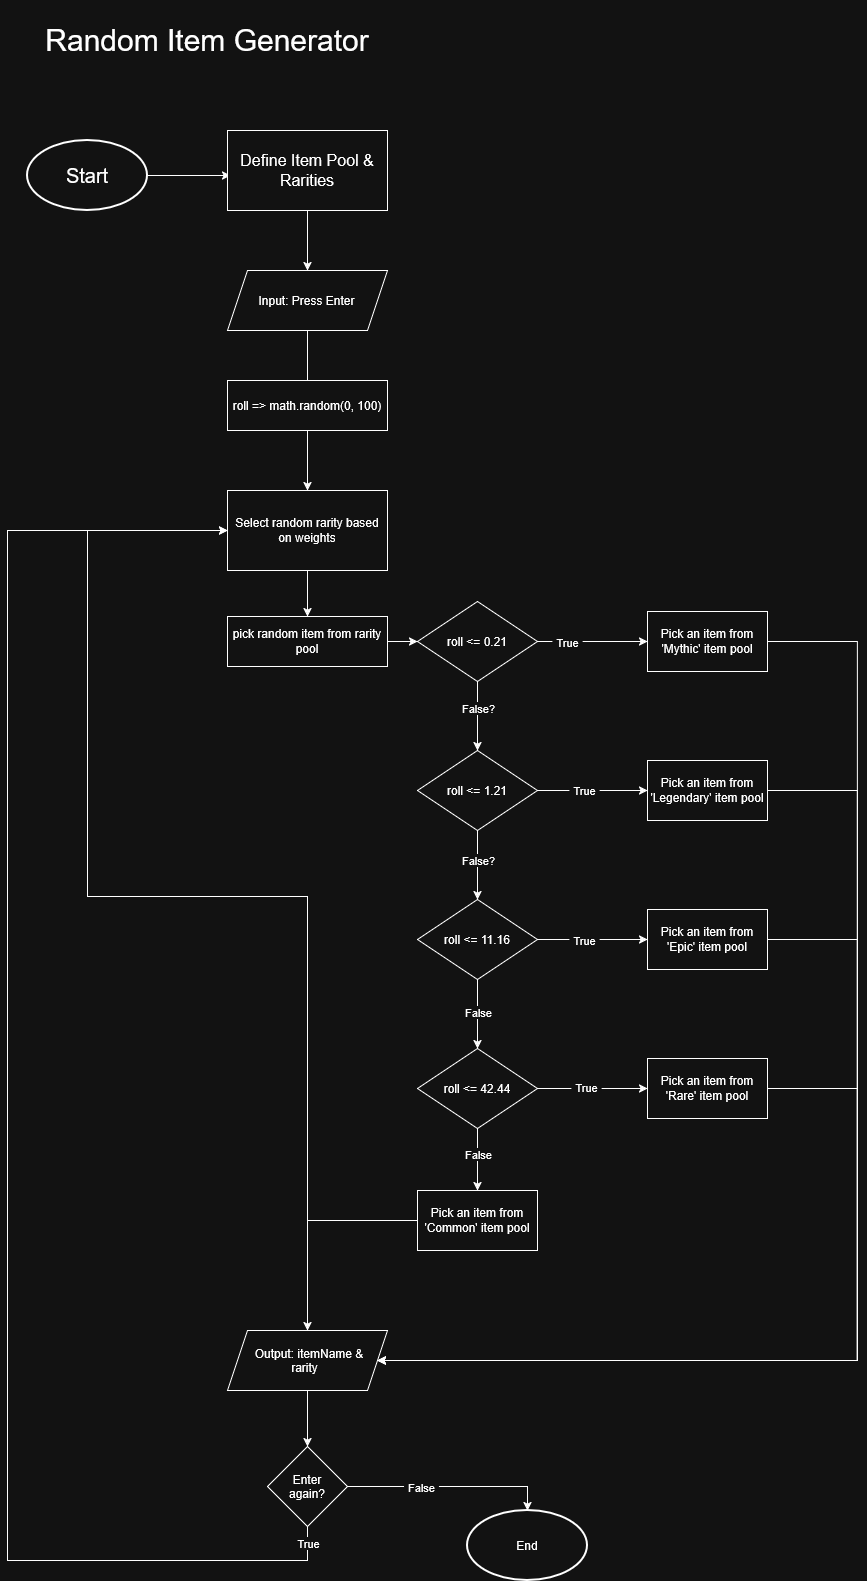 Random Item Generator
Start
Define Item Pool &
Rarities
Input: Press Enter
roll => math.random(0, 100)
Select random rarity based
on weights
pick random item from rarity
pool
roll <= 0.21
True
Pick an item from
'Mythic' item pool
False?
roll <= 1.21
True
Pick an item from
'Legendary' item pool
False?
roll <= 11.16
True
Pick an item from
'Epic' item pool
False
roll <= 42.44
True
Pick an item from
'Rare' item pool
False
Pick an item from
'Common' item pool
Output: itemName &
rarity
Enter
again?
False
True
End